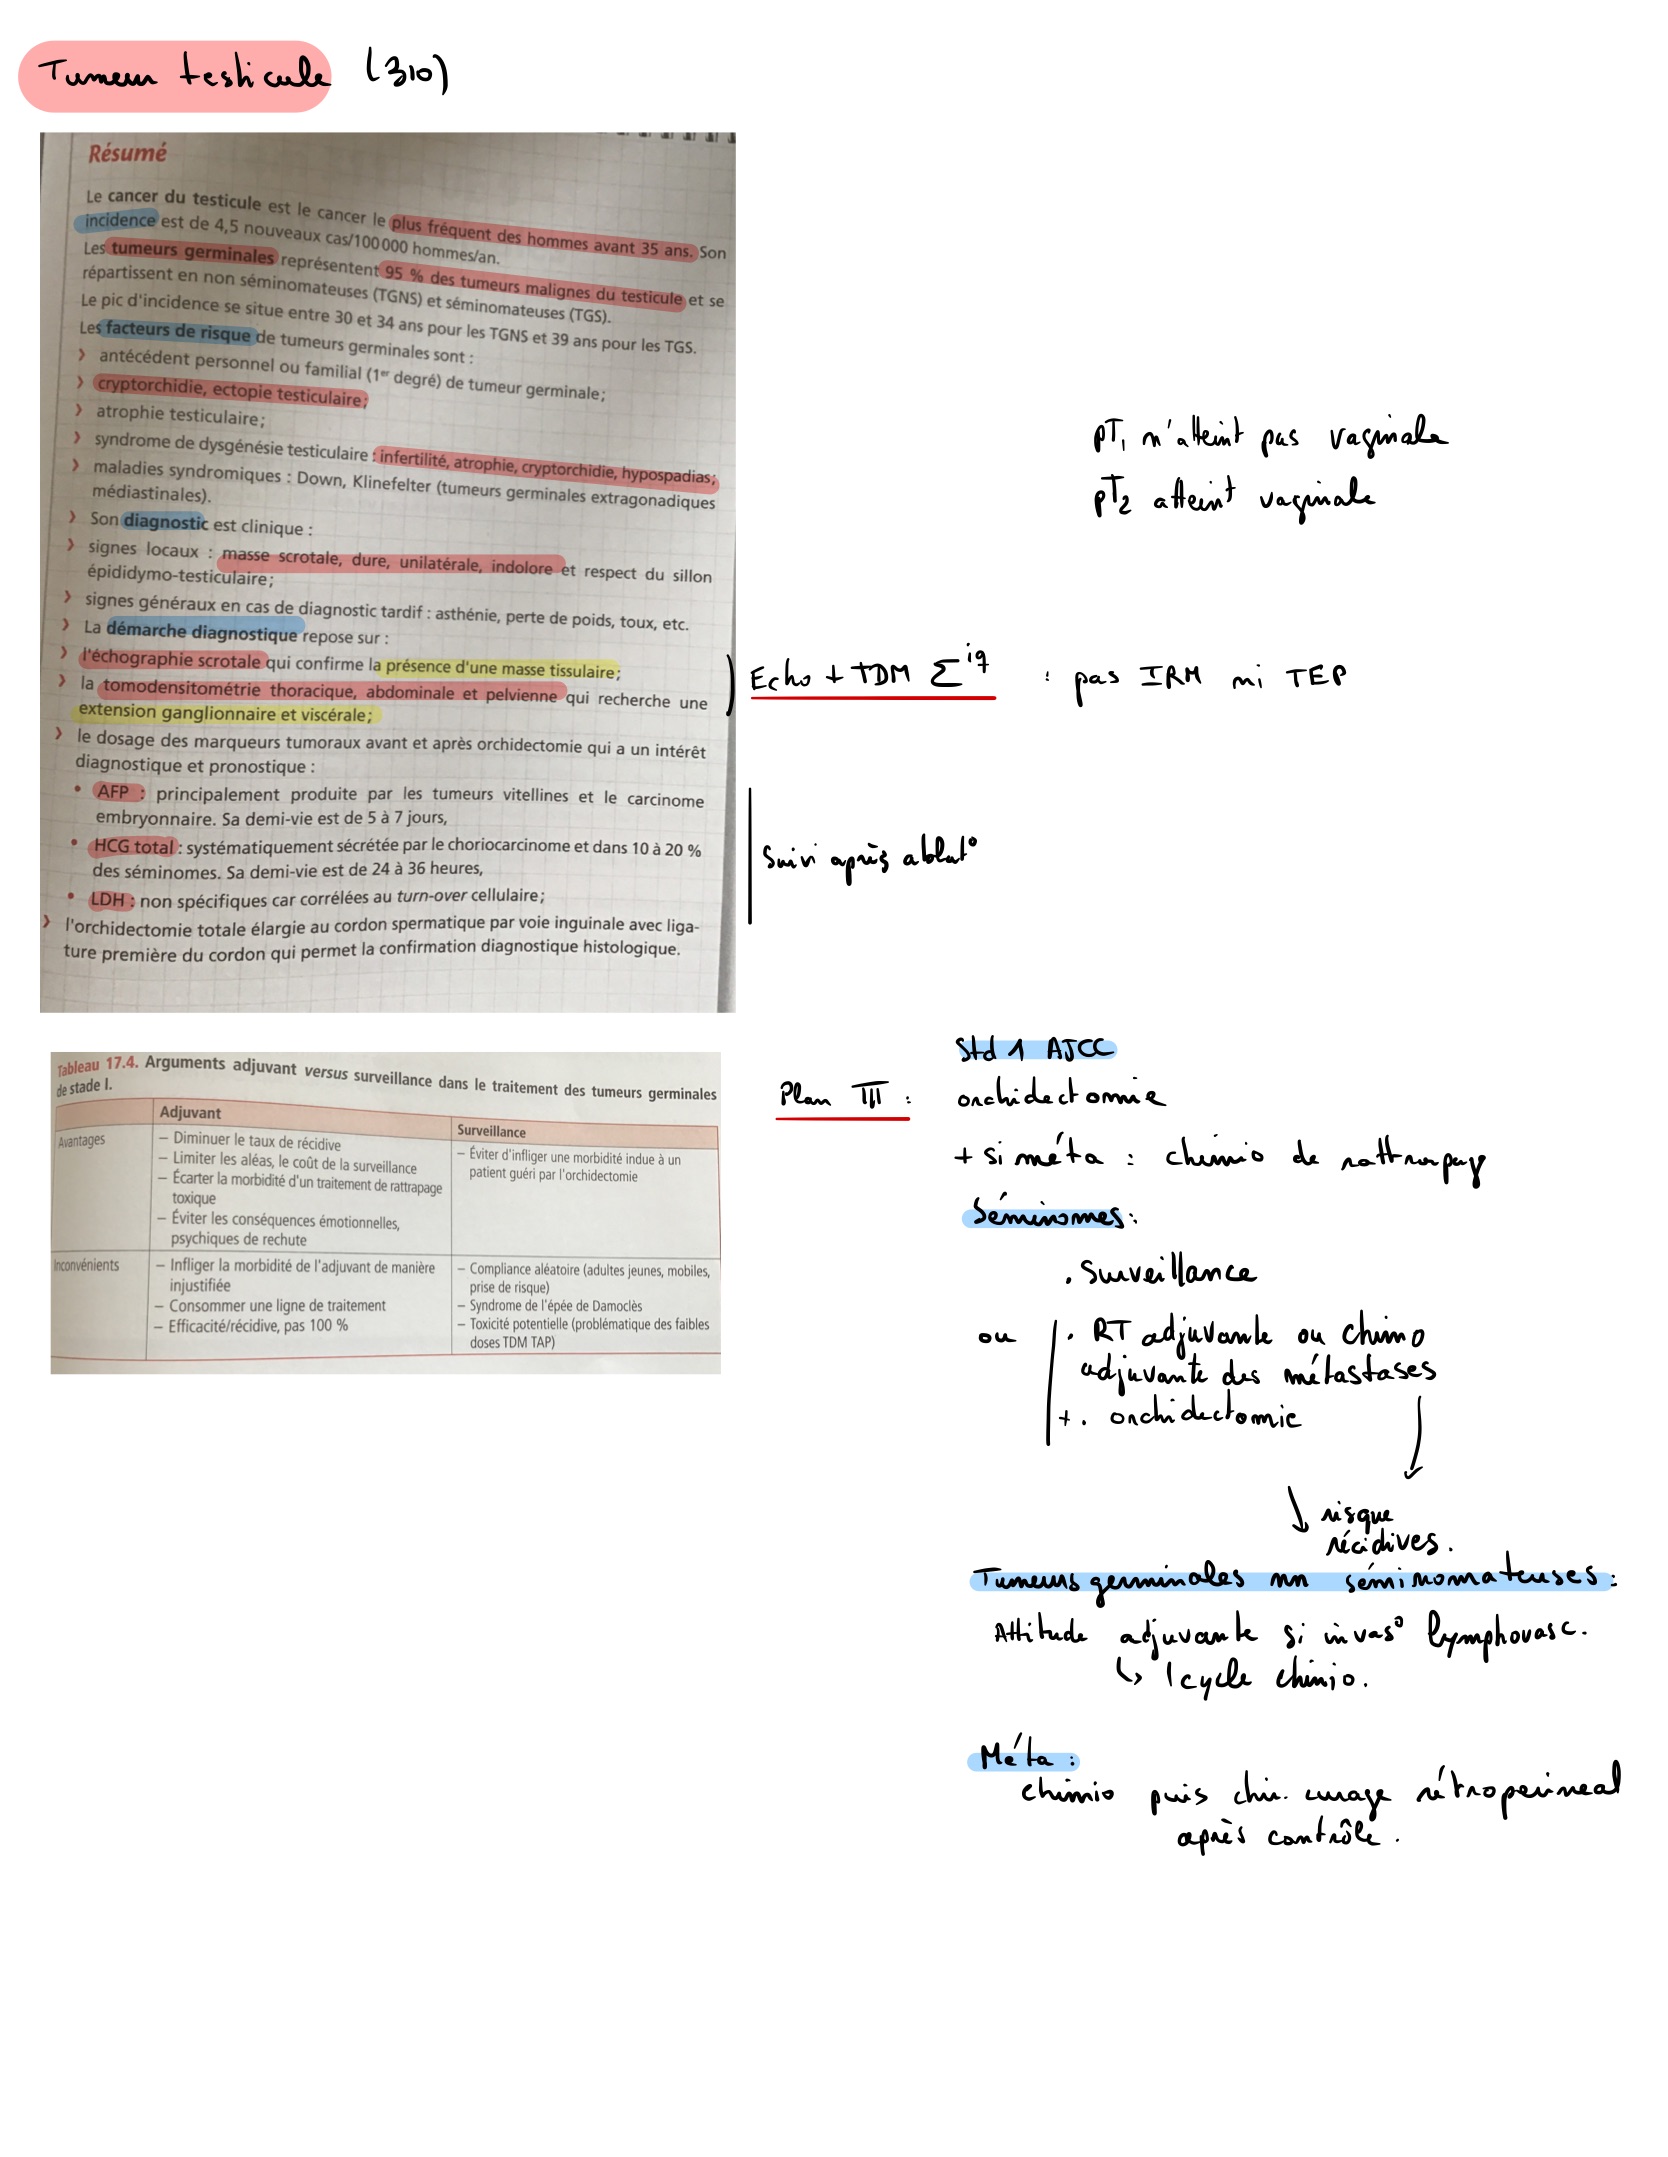 Tumeur testicule (310)
Résumé
Le cancer du testicule est le cancer le plus fréquent des hommes avant 35 ans. Son
incidence est de 4,5 nouveaux cas/100 000 hommes/an.
Les tumeurs germinales représentent 95 % des tumeurs malignes du testicule et se
répartissent en non séminomateuses (TGNS) et séminomateuses (TGS).
Le pic d'incidence se situe entre 30 et 34 ans pour les TGNS et 39 ans pour les TGS.
Les facteurs de risque de tumeurs germinales sont :
› antécédent personnel ou familial (1er degré) de tumeur germinale;
› cryptorchidie, ectopie testiculaire;
› atrophie testiculaire;
› syndrome de dysgénésie testiculaire : infertilité, atrophie, cryptorchidie, hypospadias;
› maladies syndromiques : Down, Klinefelter (tumeurs germinales extragonadiques
médiastinales).
› Son diagnostic est clinique :
› signes locaux : masse scrotale, dure, unilatérale, indolore et respect du sillon
épididymo-testiculaire;
› signes généraux en cas de diagnostic tardif : asthénie, perte de poids, toux, etc.
› La démarche diagnostique repose sur :
› l'échographie scrotale qui confirme la présence d'une masse tissulaire;
› la tomodensitométrie thoracique, abdominale et pelvienne qui recherche une
extension ganglionnaire et viscérale;
› le dosage des marqueurs tumoraux avant et après orchidectomie qui a un intérêt
diagnostique et pronostique :
• AFP : principalement produite par les tumeurs vitellines et le carcinome
embryonnaire. Sa demi-vie est de 5 à 7 jours,
• HCG total : systématiquement sécrétée par le choriocarcinome et dans 10 à 20 %
des séminomes. Sa demi-vie est de 24 à 36 heures,
• LDH : non spécifiques car corrélées au turn-over cellulaire;
› l'orchidectomie totale élargie au cordon spermatique par voie inguinale avec liga-
ture première du cordon qui permet la confirmation diagnostique histologique.
pT1 n'atteint pas vaginale
pT2 atteint vaginale
Echo + TDM Σiq : pas IRM ni TEP
Suivi après ablat°
Tableau 17.4. Arguments adjuvant versus surveillance dans le traitement des tumeurs germinales
de stade I.
Adjuvant
Surveillance
Avantages
– Diminuer le taux de récidive
– Limiter les aléas, le coût de la surveillance
– Écarter la morbidité d'un traitement de rattrapage
toxique
– Éviter les conséquences émotionnelles,
psychiques de rechute
– Éviter d'infliger une morbidité indue à un
patient guéri par l'orchidectomie
Inconvénients
– Infliger la morbidité de l'adjuvant de manière
injustifiée
– Consommer une ligne de traitement
– Efficacité/récidive, pas 100 %
– Compliance aléatoire (adultes jeunes, mobiles,
prise de risque)
– Syndrome de l'épée de Damoclès
– Toxicité potentielle (problématique des faibles
doses TDM TAP)
Std 1 AJCC
Plan TTT : orchidectomie
+ si méta : chimio de rattrapage
Séminomes :
. Surveillance
ou . RT adjuvante ou chimo
adjuvante des métastases
+ . orchidectomie
↓
↘ risque
récidives.
Tumeurs germinales nn séminomateuses :
Attitude adjuvante si invas° lymphovasc.
↳ 1 cycle chimio.
Méta :
chimio puis chir. curage rétroperineal
après contrôle.